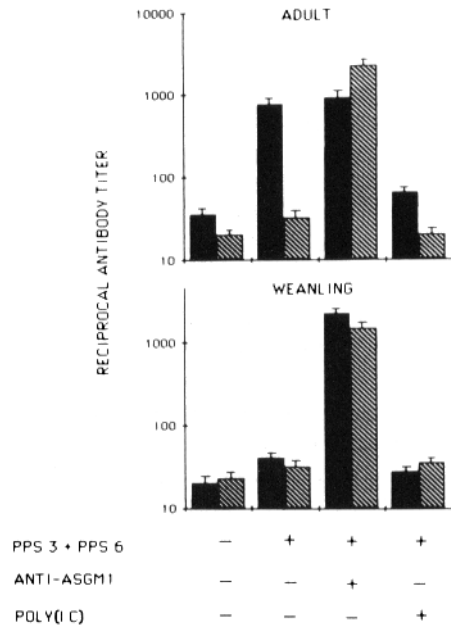 ADULT
10000
1000
100
10
RECIPROCAL ANTIBODY TITER
WEANLING
1000
100
10
PPS 3 + PPS 6 – + + +
ANTI-ASGM1 – – + –
POLY(I C) – – – +